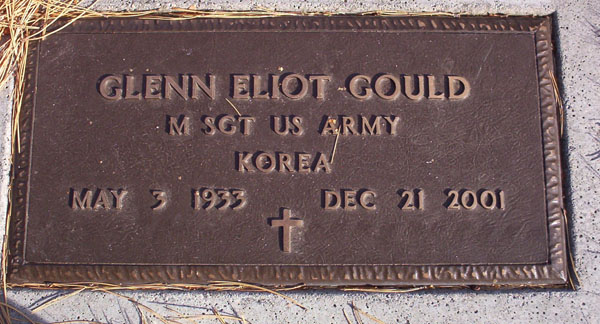 GLENN ELIOT GOULD
M SGT US ARMY
KOREA
MAY 3 1933 DEC 21 2001